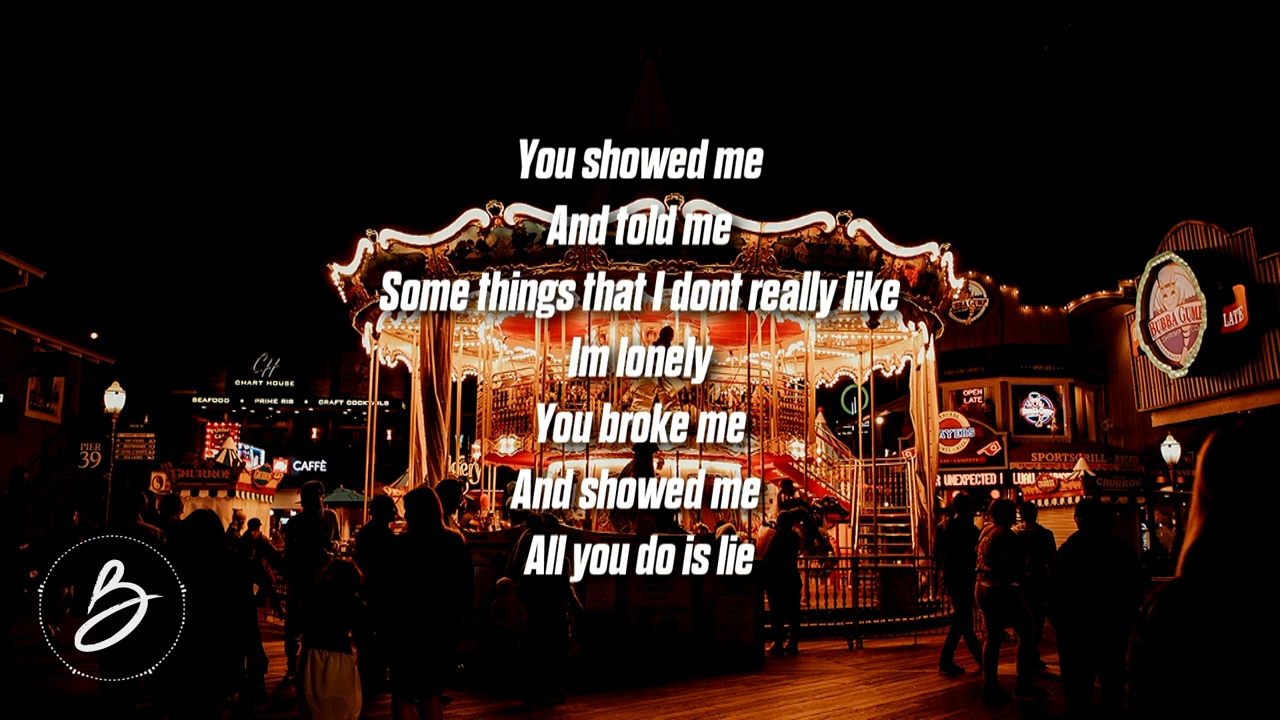 You showed me
And told me
Some things that I dont really like
Im lonely
You broke me
And showed me
All you do is lie
CH
CHART HOUSE
SEAFOOD • PRIME RIB • CRAFT COCKTAILS
PIER
39
CHURROS
CAFFÈ
BUBBA GUMP
LATE
OPEN
LATE
PLAYERS
SPORTSGRILL
UNEXPECTED
CHURROS
B